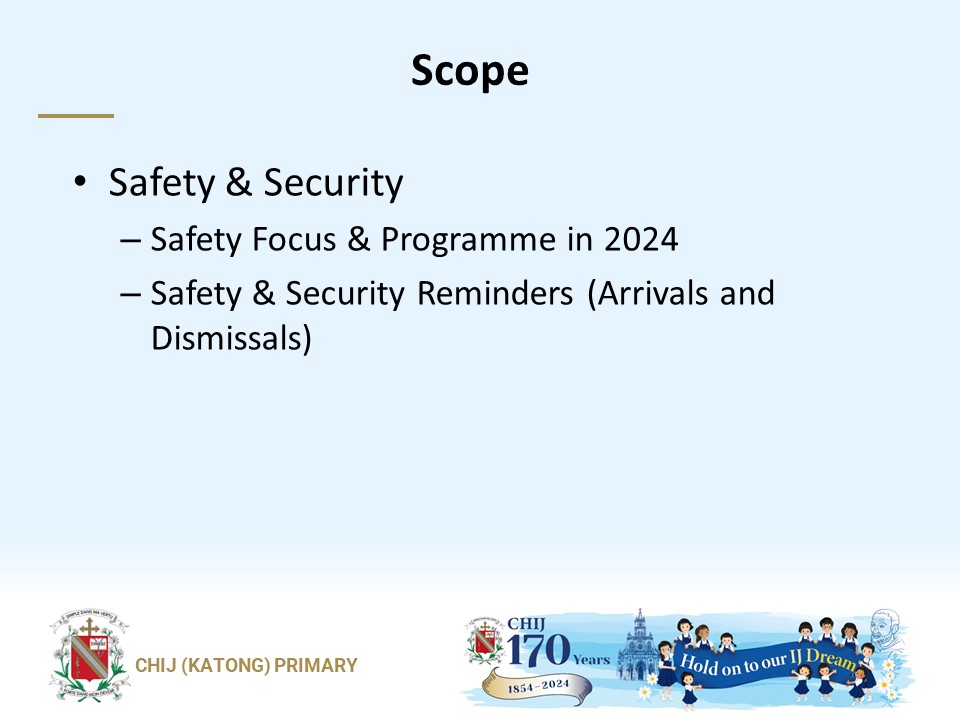 Scope
• Safety & Security
– Safety Focus & Programme in 2024
– Safety & Security Reminders (Arrivals and
Dismissals)
SIMPLE DANS MA VERTU
FORTE DANS MON DEVOIR
CHIJ (KATONG) PRIMARY
CHIJ
170 Years
1854-2024
Hold on to our IJ Dream